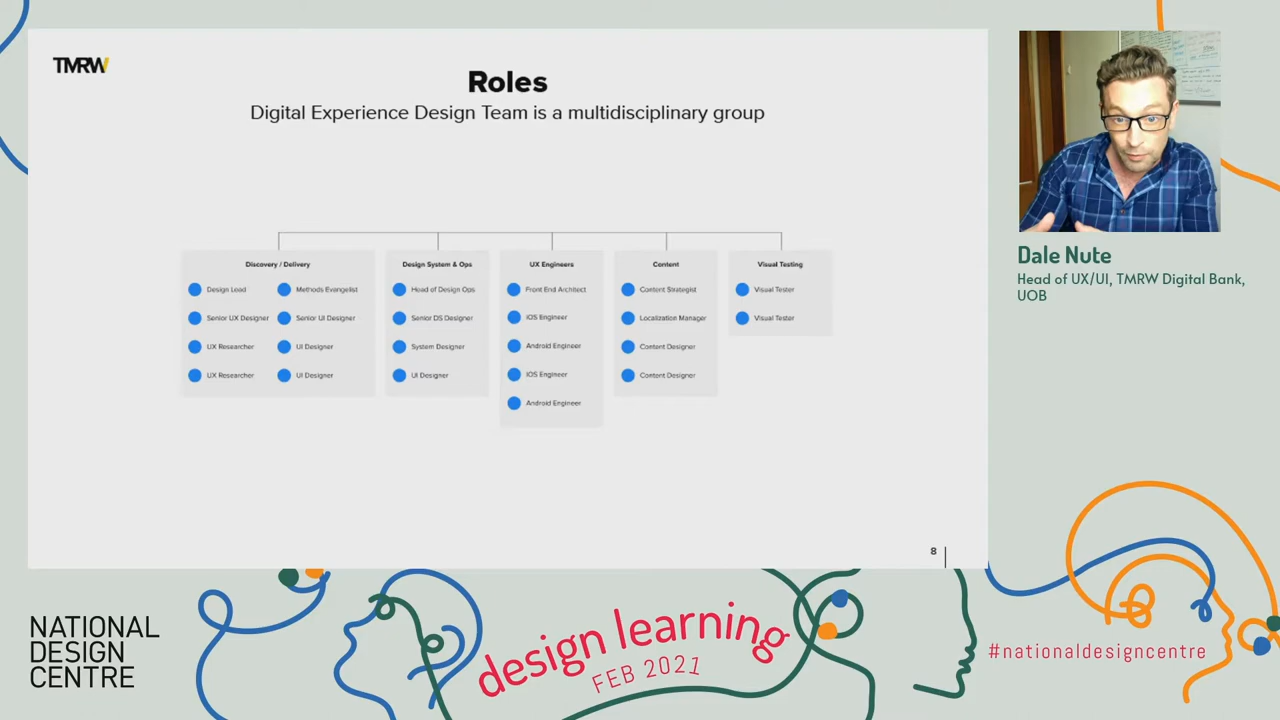 TMRW
Roles
Digital Experience Design Team is a multidisciplinary group
Discovery / Delivery
Design Lead
Methods Evangelist
Senior UX Designer
Senior UI Designer
UX Researcher
UI Designer
UX Researcher
UI Designer
Design System & Ops
Head of Design Ops
Senior DS Designer
System Designer
UI Designer
UX Engineers
Front End Architect
iOS Engineer
Android Engineer
iOS Engineer
Android Engineer
Content
Content Strategist
Localization Manager
Content Designer
Content Designer
Visual Testing
Visual Tester
Visual Tester
8
Dale Nute
Head of UX/UI, TMRW Digital Bank,
UOB
NATIONAL
DESIGN
CENTRE
design learning
FEB 2021
#nationaldesigncentre